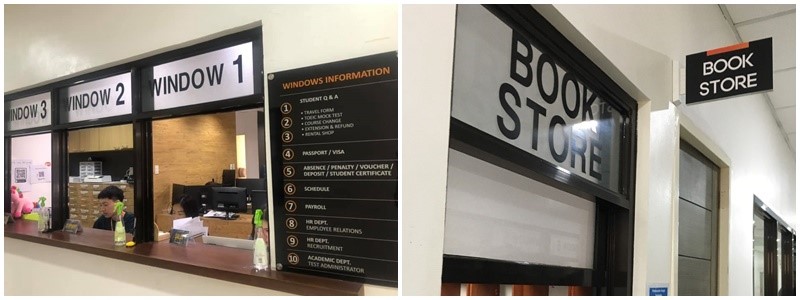 WINDOW 3
WINDOW 2
WINDOW 1
WINDOWS INFORMATION
STUDENT Q & A
1
• TRAVEL FORM
• TOEIC MOCK TEST
2
• COURSE CHANGE
• EXTENSION & REFUND
3
• RENTAL SHOP
4 PASSPORT / VISA
5 ABSENCE / PENALTY / VOUCHER /
DEPOSIT / STUDENT CERTIFICATE
6 SCHEDULE
7 PAYROLL
8 HR DEPT.
EMPLOYEE RELATIONS
9 HR DEPT.
RECRUITMENT
10 ACADEMIC DEPT.
TEST ADMINISTRATOR
BOOK
STORE
BOOK
STORE